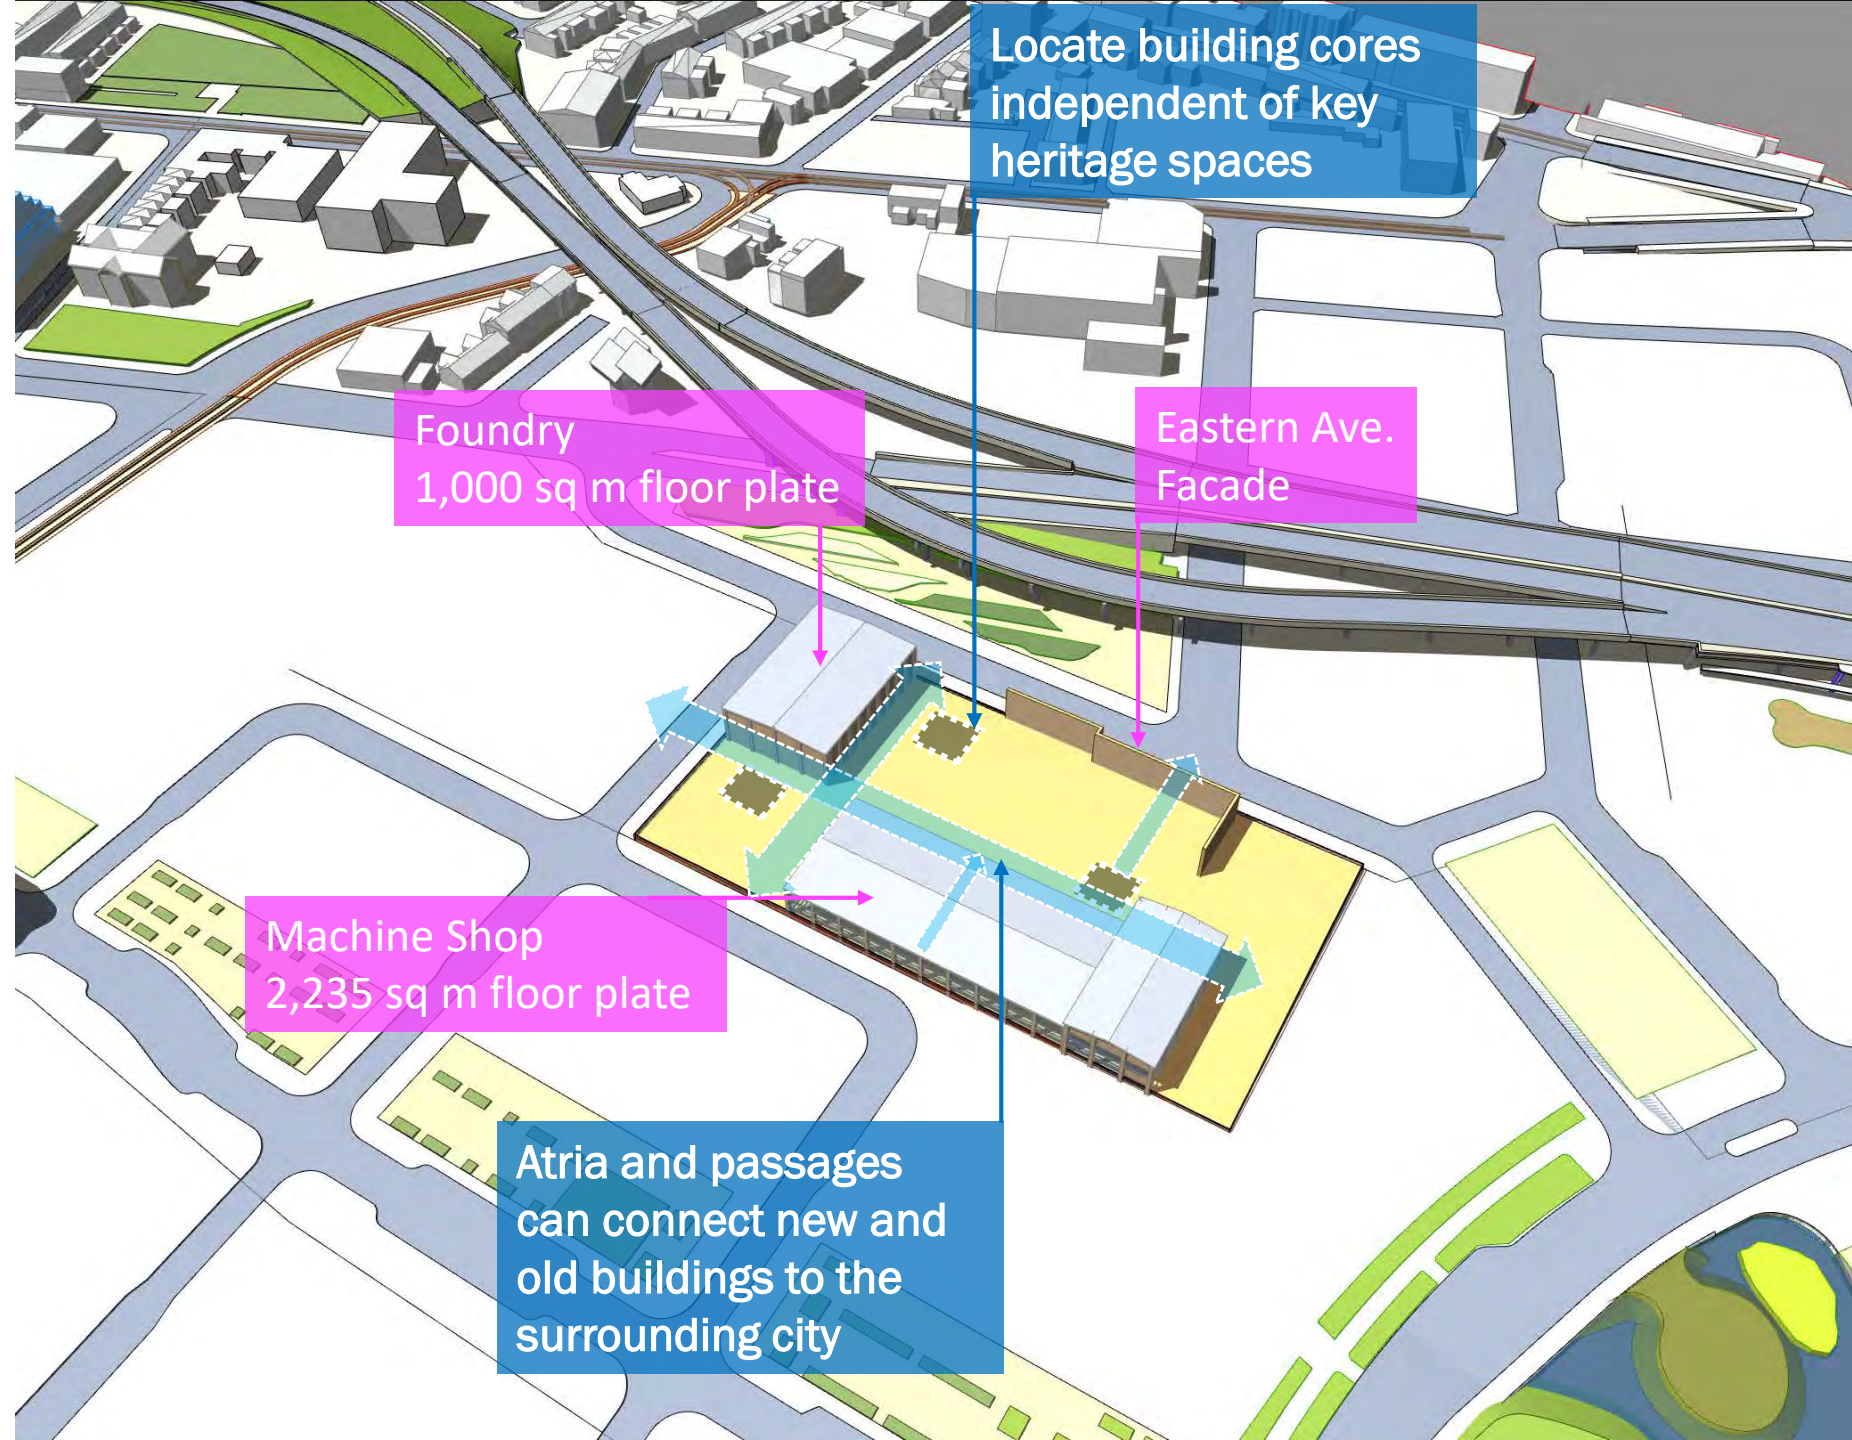 Locate building cores
independent of key
heritage spaces
Foundry
1,000 sq m floor plate
Eastern Ave.
Facade
Machine Shop
2,235 sq m floor plate
Atria and passages
can connect new and
old buildings to the
surrounding city